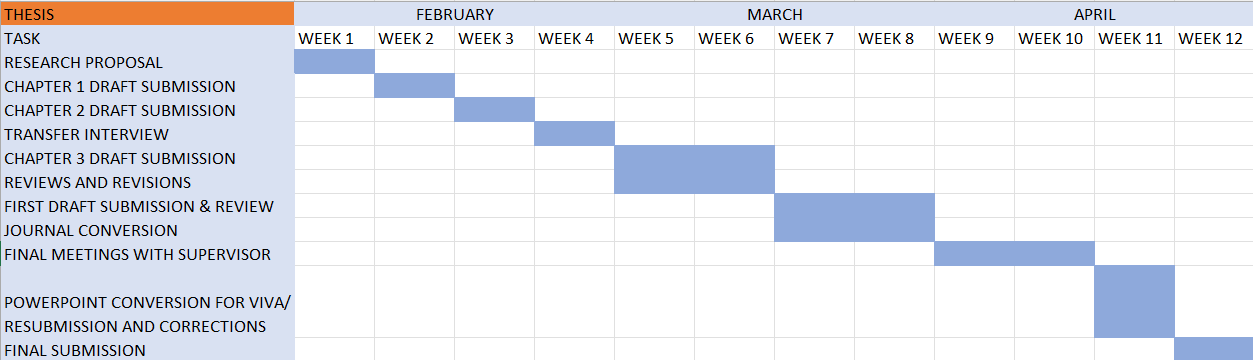 THESIS FEBRUARY MARCH APRIL
TASK WEEK 1 WEEK 2 WEEK 3 WEEK 4 WEEK 5 WEEK 6 WEEK 7 WEEK 8 WEEK 9 WEEK 10 WEEK 11 WEEK 12
RESEARCH PROPOSAL
CHAPTER 1 DRAFT SUBMISSION
CHAPTER 2 DRAFT SUBMISSION
TRANSFER INTERVIEW
CHAPTER 3 DRAFT SUBMISSION
REVIEWS AND REVISIONS
FIRST DRAFT SUBMISSION & REVIEW
JOURNAL CONVERSION
FINAL MEETINGS WITH SUPERVISOR
POWERPOINT CONVERSION FOR VIVA/
RESUBMISSION AND CORRECTIONS
FINAL SUBMISSION